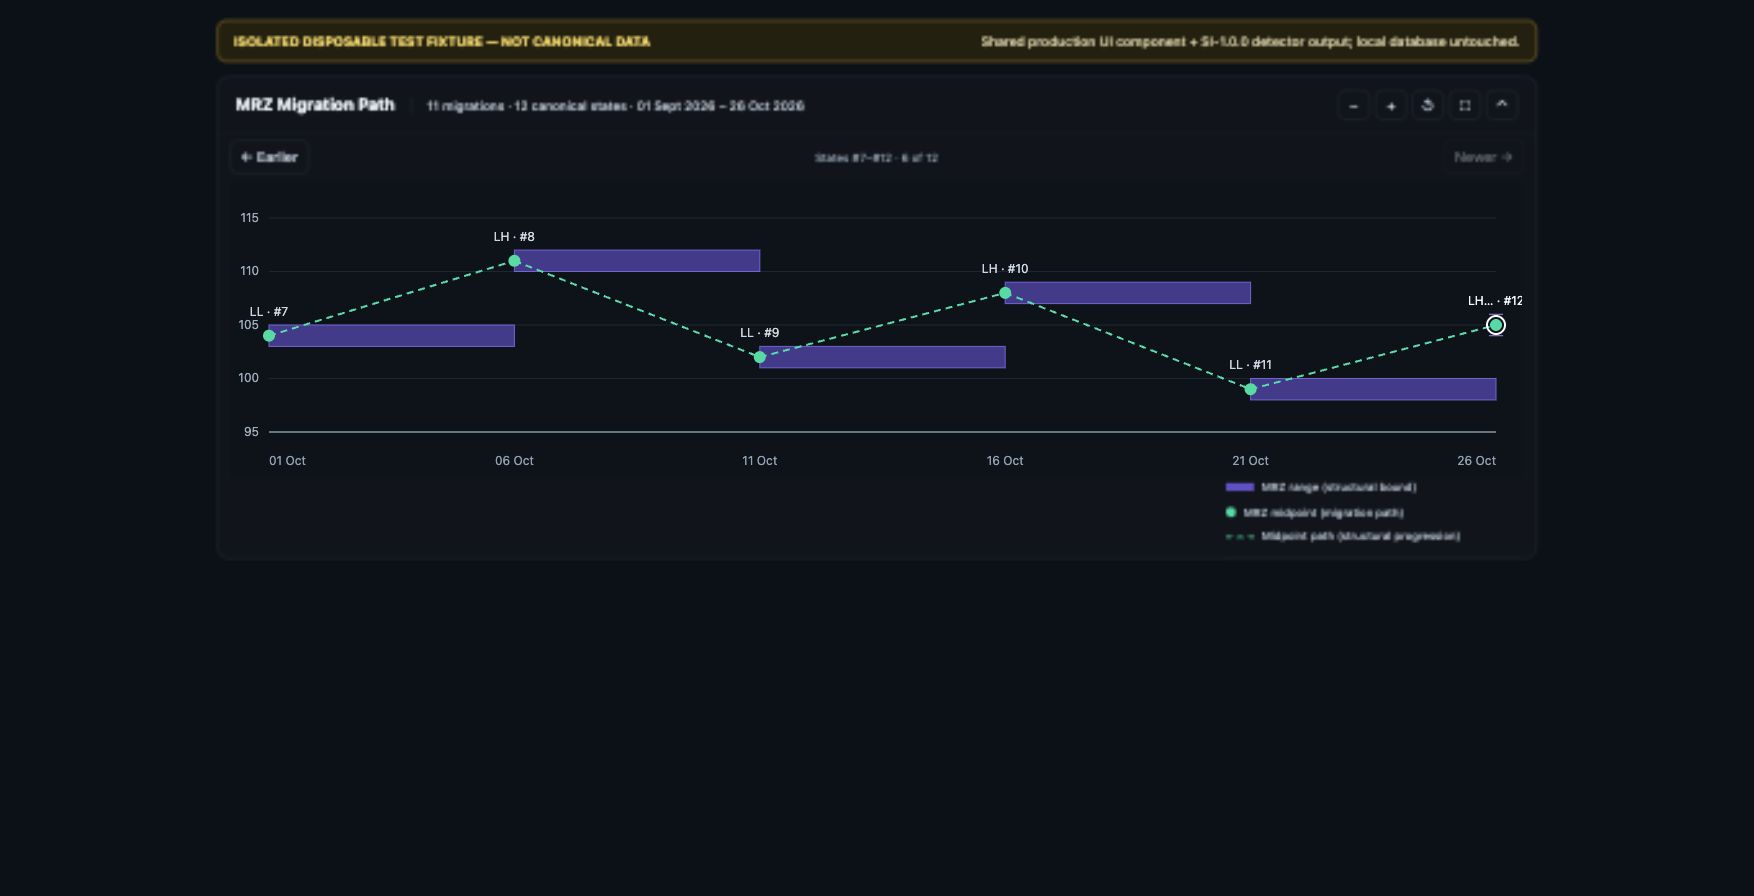 ISOLATED DISPOSABLE TEST FIXTURE — NOT CANONICAL DATA
Shared production UI component + SI-1.0.0 detector output; local database untouched.
MRZ Migration Path
11 migrations · 12 canonical states · 01 Sept 2026 – 26 Oct 2026
− +
← Earlier
States #7–#12 · 6 of 12
Newer →
115
LH · #8
110
LH · #10
LH... · #12
LL · #7
105
LL · #9
LL · #11
100
95
01 Oct
06 Oct
11 Oct
16 Oct
21 Oct
26 Oct
MRZ range (structural bound)
MRZ midpoint (migration path)
Midpoint path (structural progression)